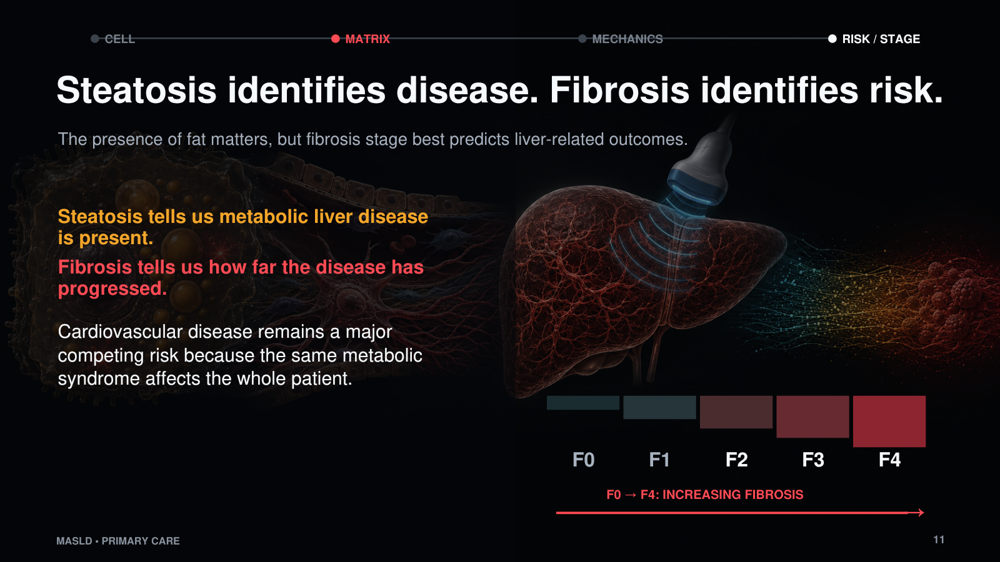 CELL
MATRIX
MECHANICS
RISK / STAGE
Steatosis identifies disease. Fibrosis identifies risk.
The presence of fat matters, but fibrosis stage best predicts liver-related outcomes.
Steatosis tells us metabolic liver disease
is present.
Fibrosis tells us how far the disease has
progressed.
Cardiovascular disease remains a major
competing risk because the same metabolic
syndrome affects the whole patient.
F0
F1
F2
F3
F4
F0 → F4: INCREASING FIBROSIS
MASLD • PRIMARY CARE
11